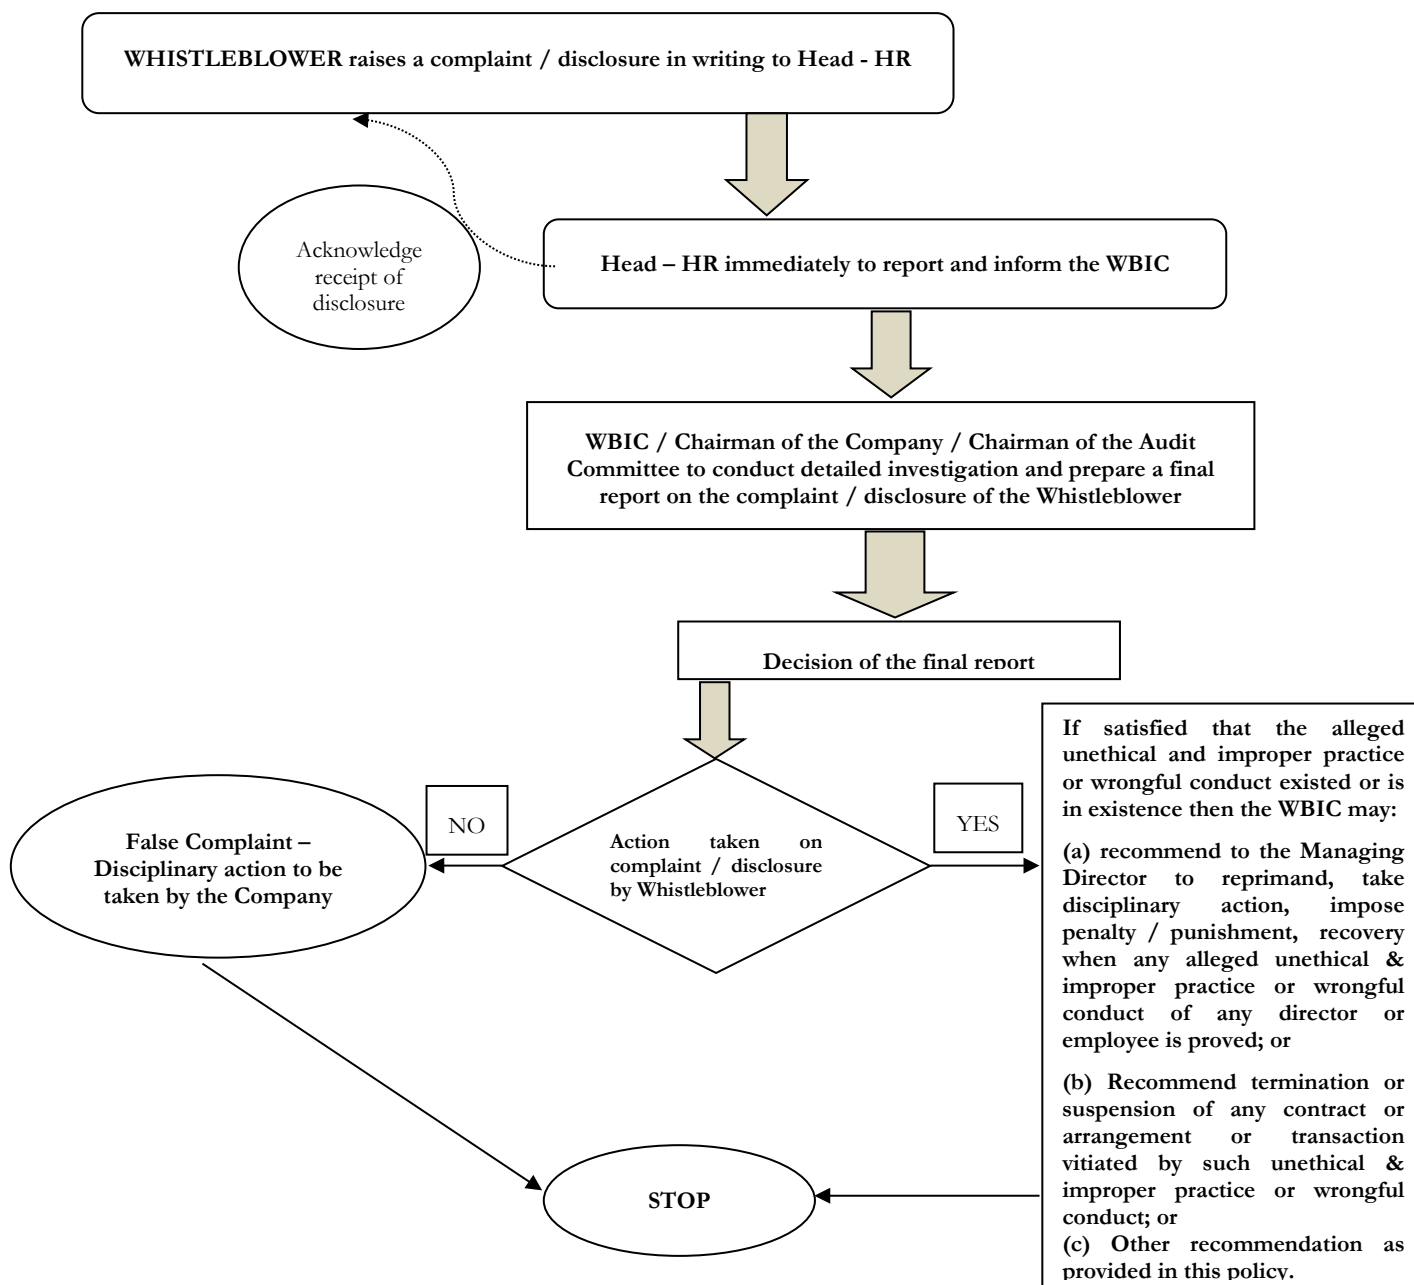 WHISTLEBLOWER raises a complaint / disclosure in writing to Head - HR
Acknowledge
receipt of
disclosure
Head – HR immediately to report and inform the WBIC
WBIC / Chairman of the Company / Chairman of the Audit
Committee to conduct detailed investigation and prepare a final
report on the complaint / disclosure of the Whistleblower
Decision of the final report
NO
YES
False Complaint –
Disciplinary action to be
taken by the Company
Action taken on
complaint / disclosure
by Whistleblower
If satisfied that the alleged
unethical and improper practice
or wrongful conduct existed or is
in existence then the WBIC may:
(a) recommend to the Managing
Director to reprimand, take
disciplinary action, impose
penalty / punishment, recovery
when any alleged unethical &
improper practice or wrongful
conduct of any director or
employee is proved; or
(b) Recommend termination or
suspension of any contract or
arrangement or transaction
vitiated by such unethical &
improper practice or wrongful
conduct; or
(c) Other recommendation as
provided in this policy.
STOP